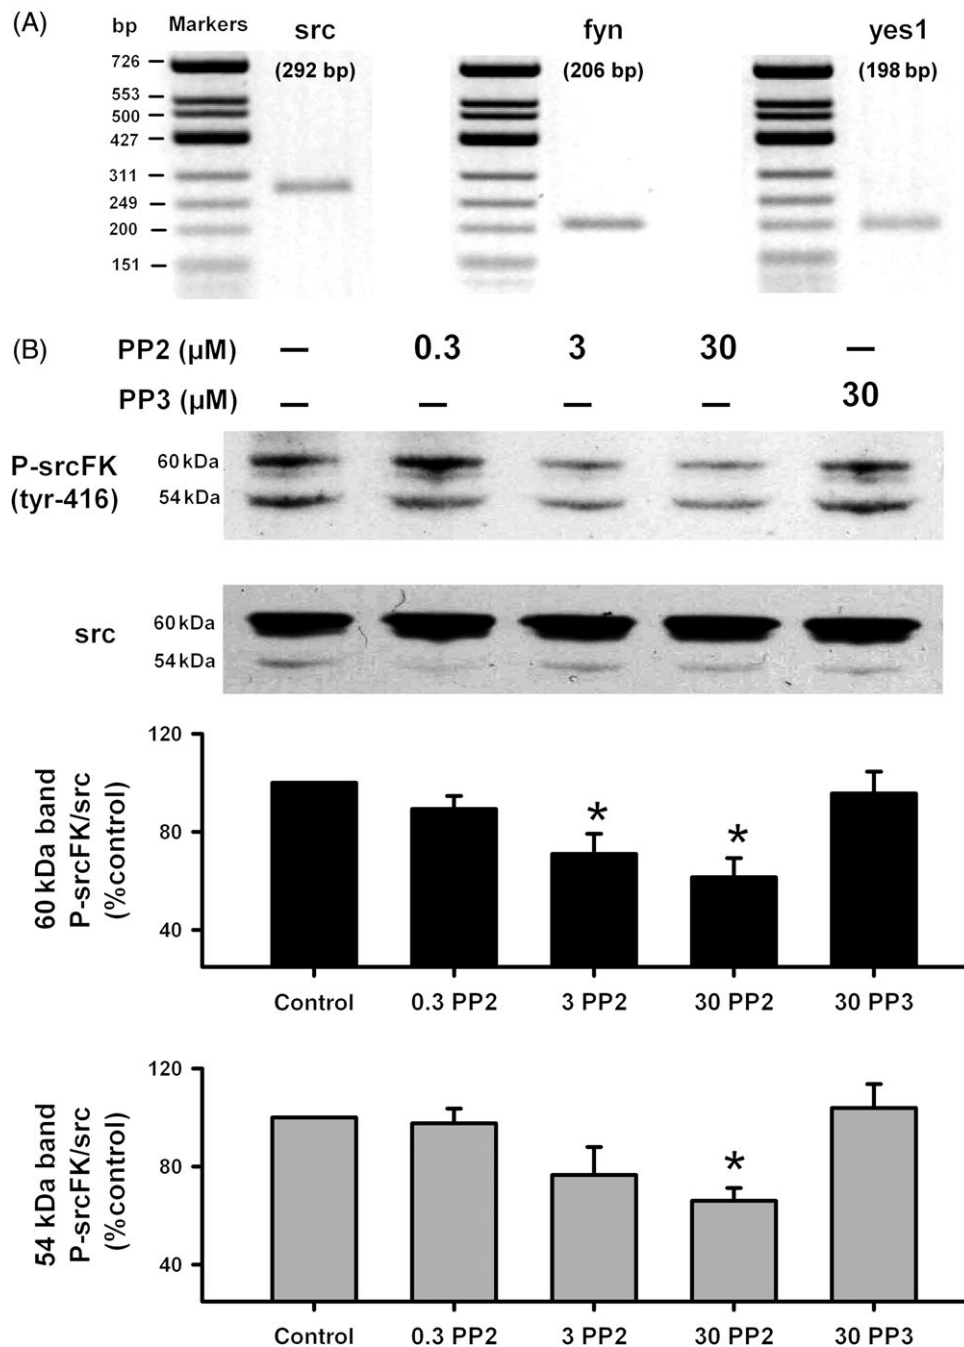 (A) bp Markers src fyn yes1
(292 bp) (206 bp) (198 bp)
726
553
500
427
311
249
200
151
(B) PP2 (µM) — 0.3 3 30 —
PP3 (µM) — — — — 30
P-srcFK 60 kDa
(tyr-416) 54 kDa
src 60 kDa
54 kDa
60 kDa band
P-srcFK/src
(%control)
120
80
40
* *
Control 0.3 PP2 3 PP2 30 PP2 30 PP3
54 kDa band
P-srcFK/src
(%control)
120
80
40
*
Control 0.3 PP2 3 PP2 30 PP2 30 PP3